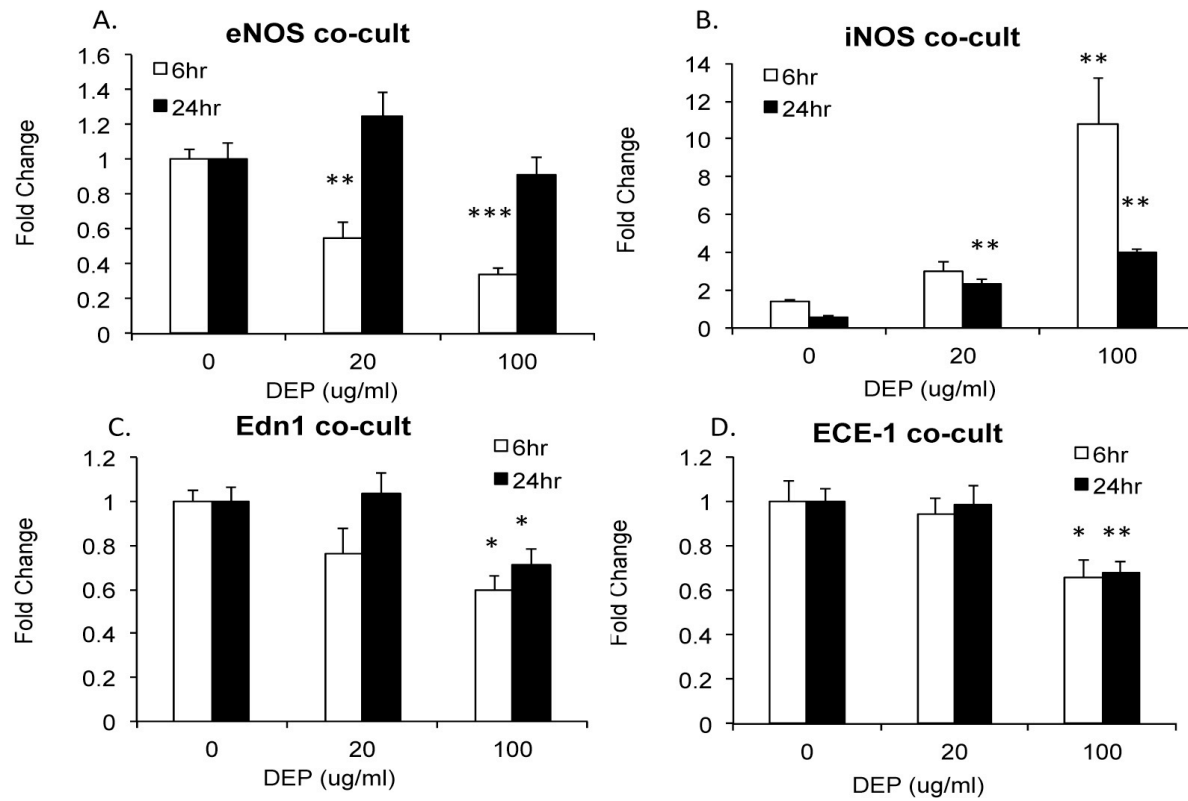 A.
eNOS co-cult
Fold Change
1.6
1.4
1.2
1
0.8
0.6
0.4
0.2
0
6hr
24hr
**
***
0 20 100
DEP (ug/ml)
B.
iNOS co-cult
Fold Change
14
12
10
8
6
4
2
0
6hr
24hr
**
**
**
0 20 100
DEP (ug/ml)
C.
Edn1 co-cult
Fold Change
1.2
1
0.8
0.6
0.4
0.2
0
6hr
24hr
*
*
0 20 100
DEP (ug/ml)
D.
ECE-1 co-cult
Fold Change
1.2
1
0.8
0.6
0.4
0.2
0
6hr
24hr
* **
0 20 100
DEP (ug/ml)